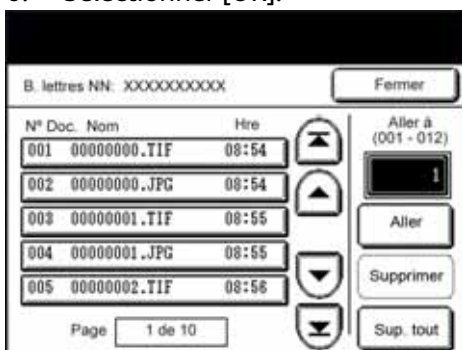 B. lettres NN: XXXXXXXXXX
Fermer
Nº Doc. Nom Hre
001 00000000.TIF 08:54
002 00000000.JPG 08:54
003 00000001.TIF 08:55
004 00000001.JPG 08:55
005 00000002.TIF 08:56
Page 1 de 10
Aller à
(001 - 012)
1
Aller
Supprimer
Sup. tout